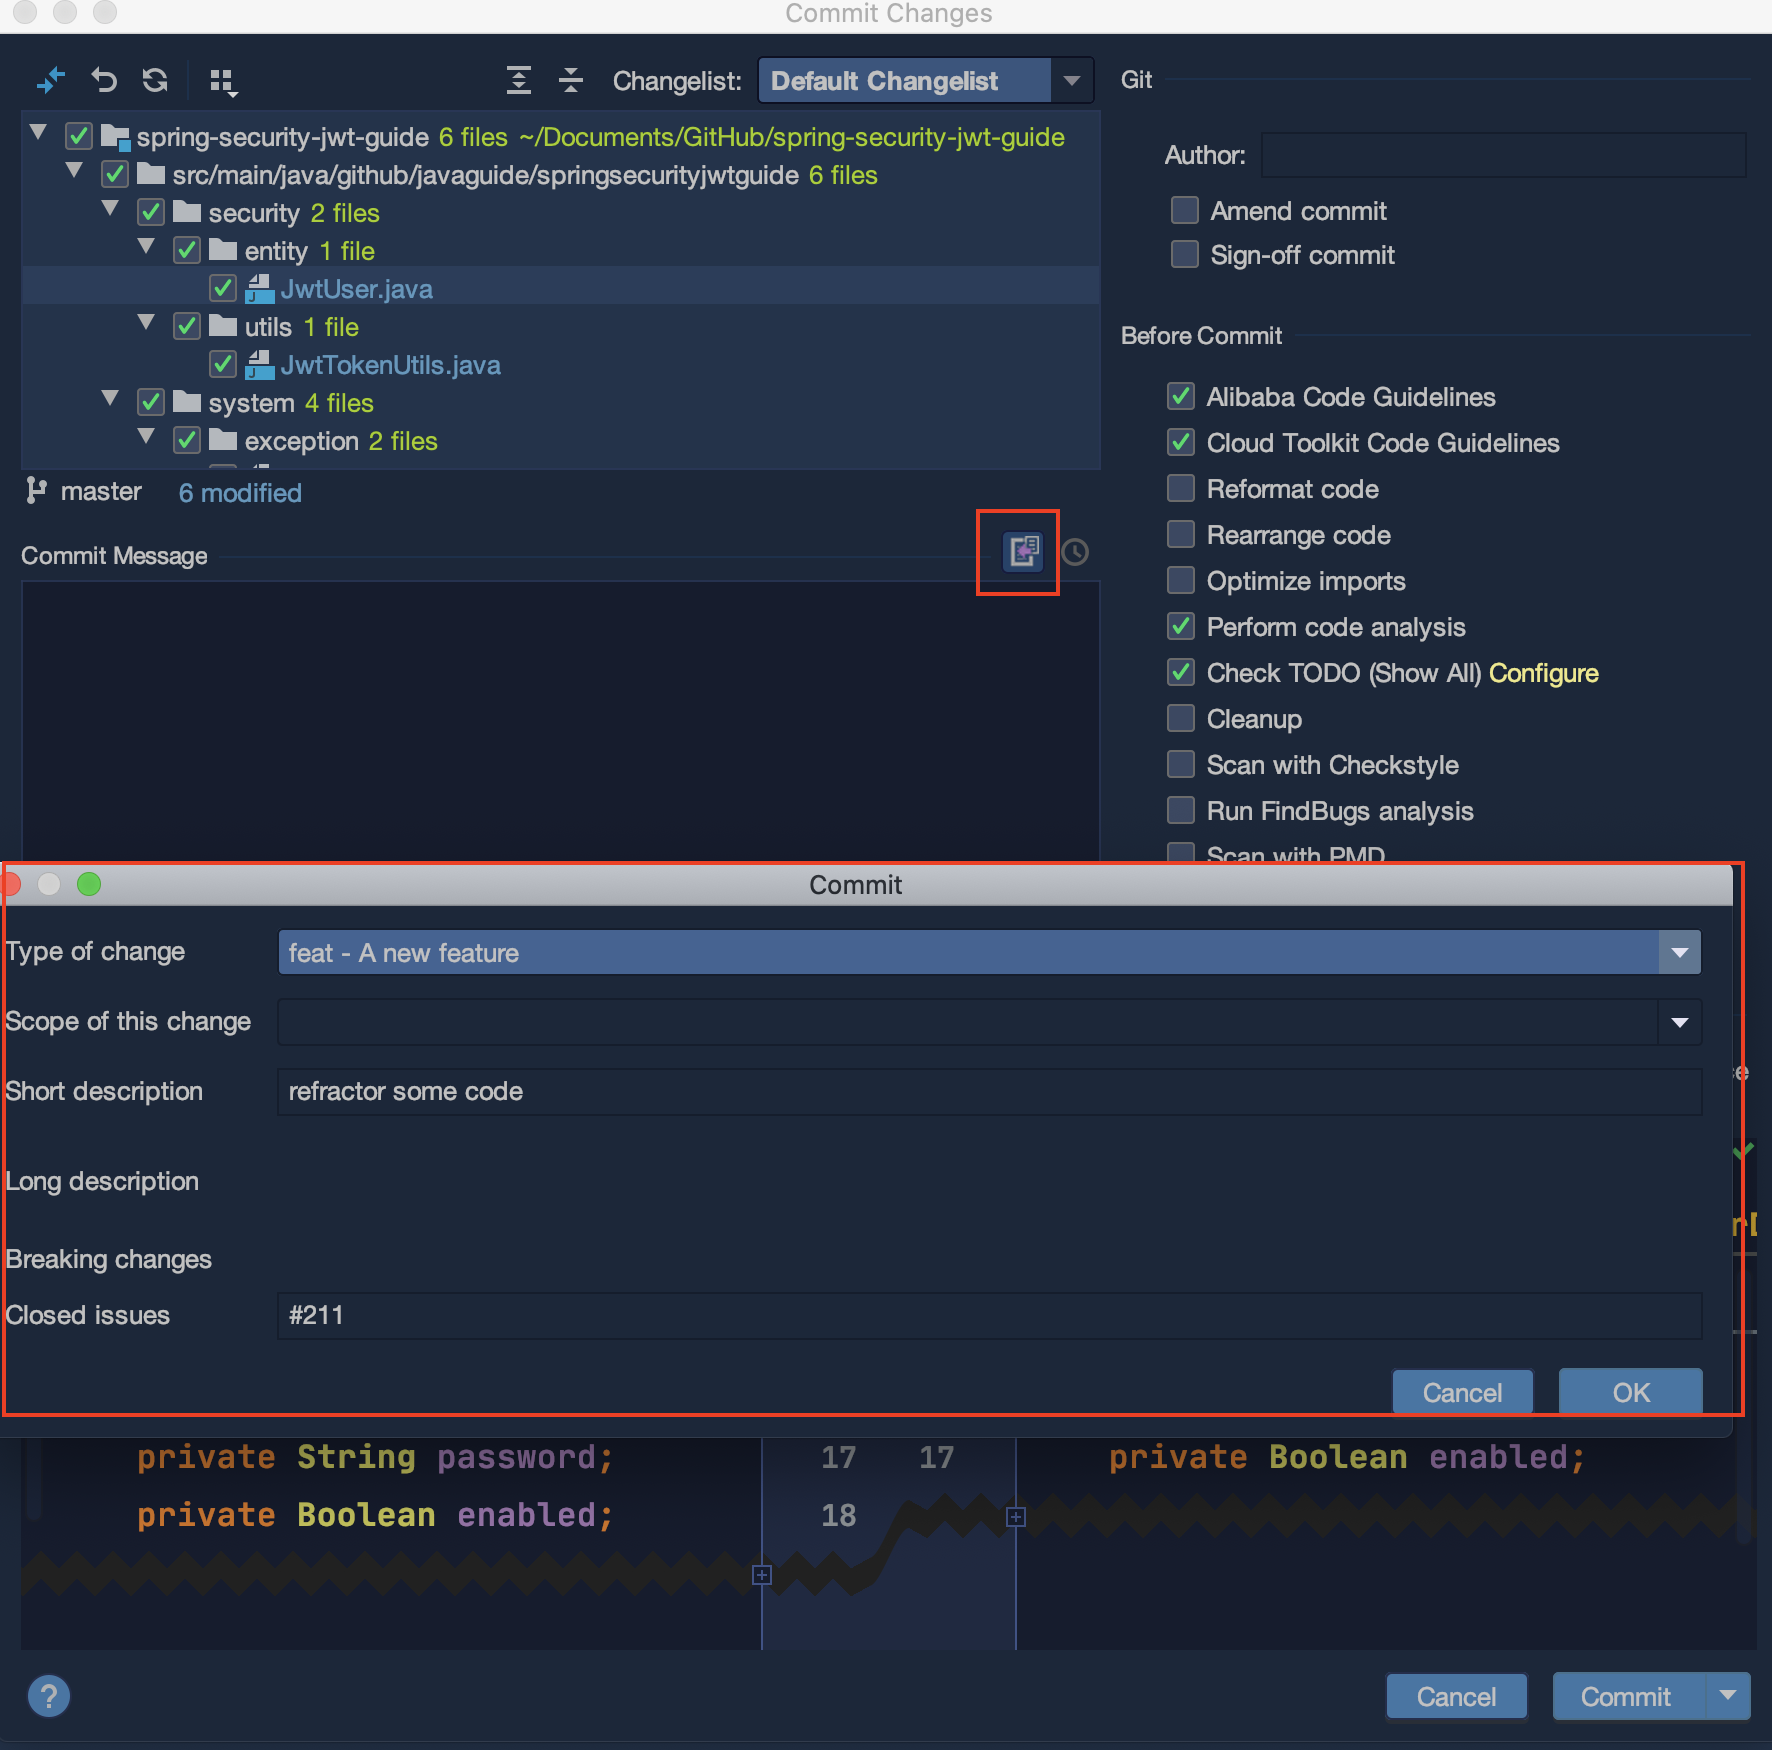 Commit Changes
Changelist: Default Changelist
Git
spring-security-jwt-guide 6 files ~/Documents/GitHub/spring-security-jwt-guide
Author:
src/main/java/github/javaguide/springsecurityjwtguide 6 files
Amend commit
security 2 files
entity 1 file
Sign-off commit
JwtUser.java
utils 1 file
Before Commit
JwtTokenUtils.java
Alibaba Code Guidelines
system 4 files
exception 2 files
Cloud Toolkit Code Guidelines
master 6 modified
Reformat code
Rearrange code
Commit Message
Optimize imports
Perform code analysis
Check TODO (Show All) Configure
Cleanup
Scan with Checkstyle
Run FindBugs analysis
Scan with PMD
Commit
Type of change feat - A new feature
Scope of this change
Short description refractor some code
Long description
Breaking changes
Closed issues #211
Cancel OK
private String password; 17 17 private Boolean enabled;
private Boolean enabled; 18
? Cancel Commit